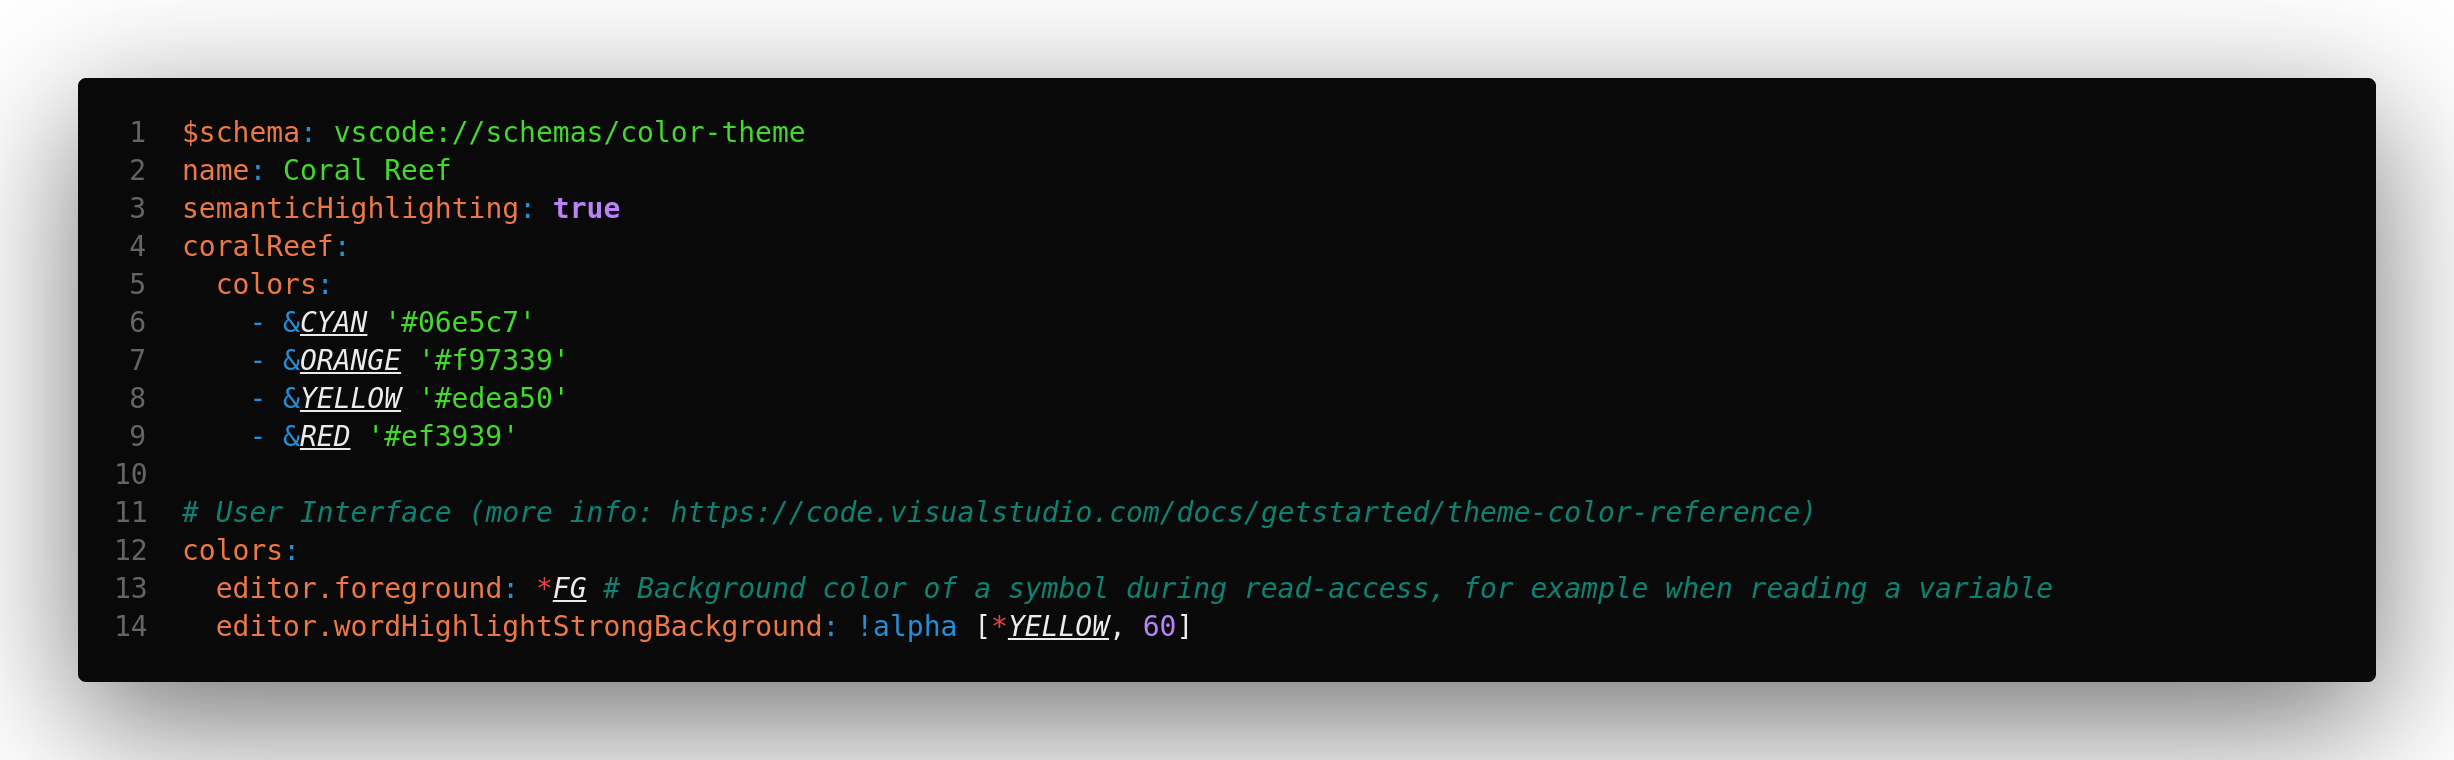 1 $schema: vscode://schemas/color-theme
2 name: Coral Reef
3 semanticHighlighting: true
4 coralReef:
5   colors:
6     - &CYAN '#06e5c7'
7     - &ORANGE '#f97339'
8     - &YELLOW '#edea50'
9     - &RED '#ef3939'
10
11 # User Interface (more info: https://code.visualstudio.com/docs/getstarted/theme-color-reference)
12 colors:
13   editor.foreground: *FG # Background color of a symbol during read-access, for example when reading a variable
14   editor.wordHighlightStrongBackground: !alpha [*YELLOW, 60]